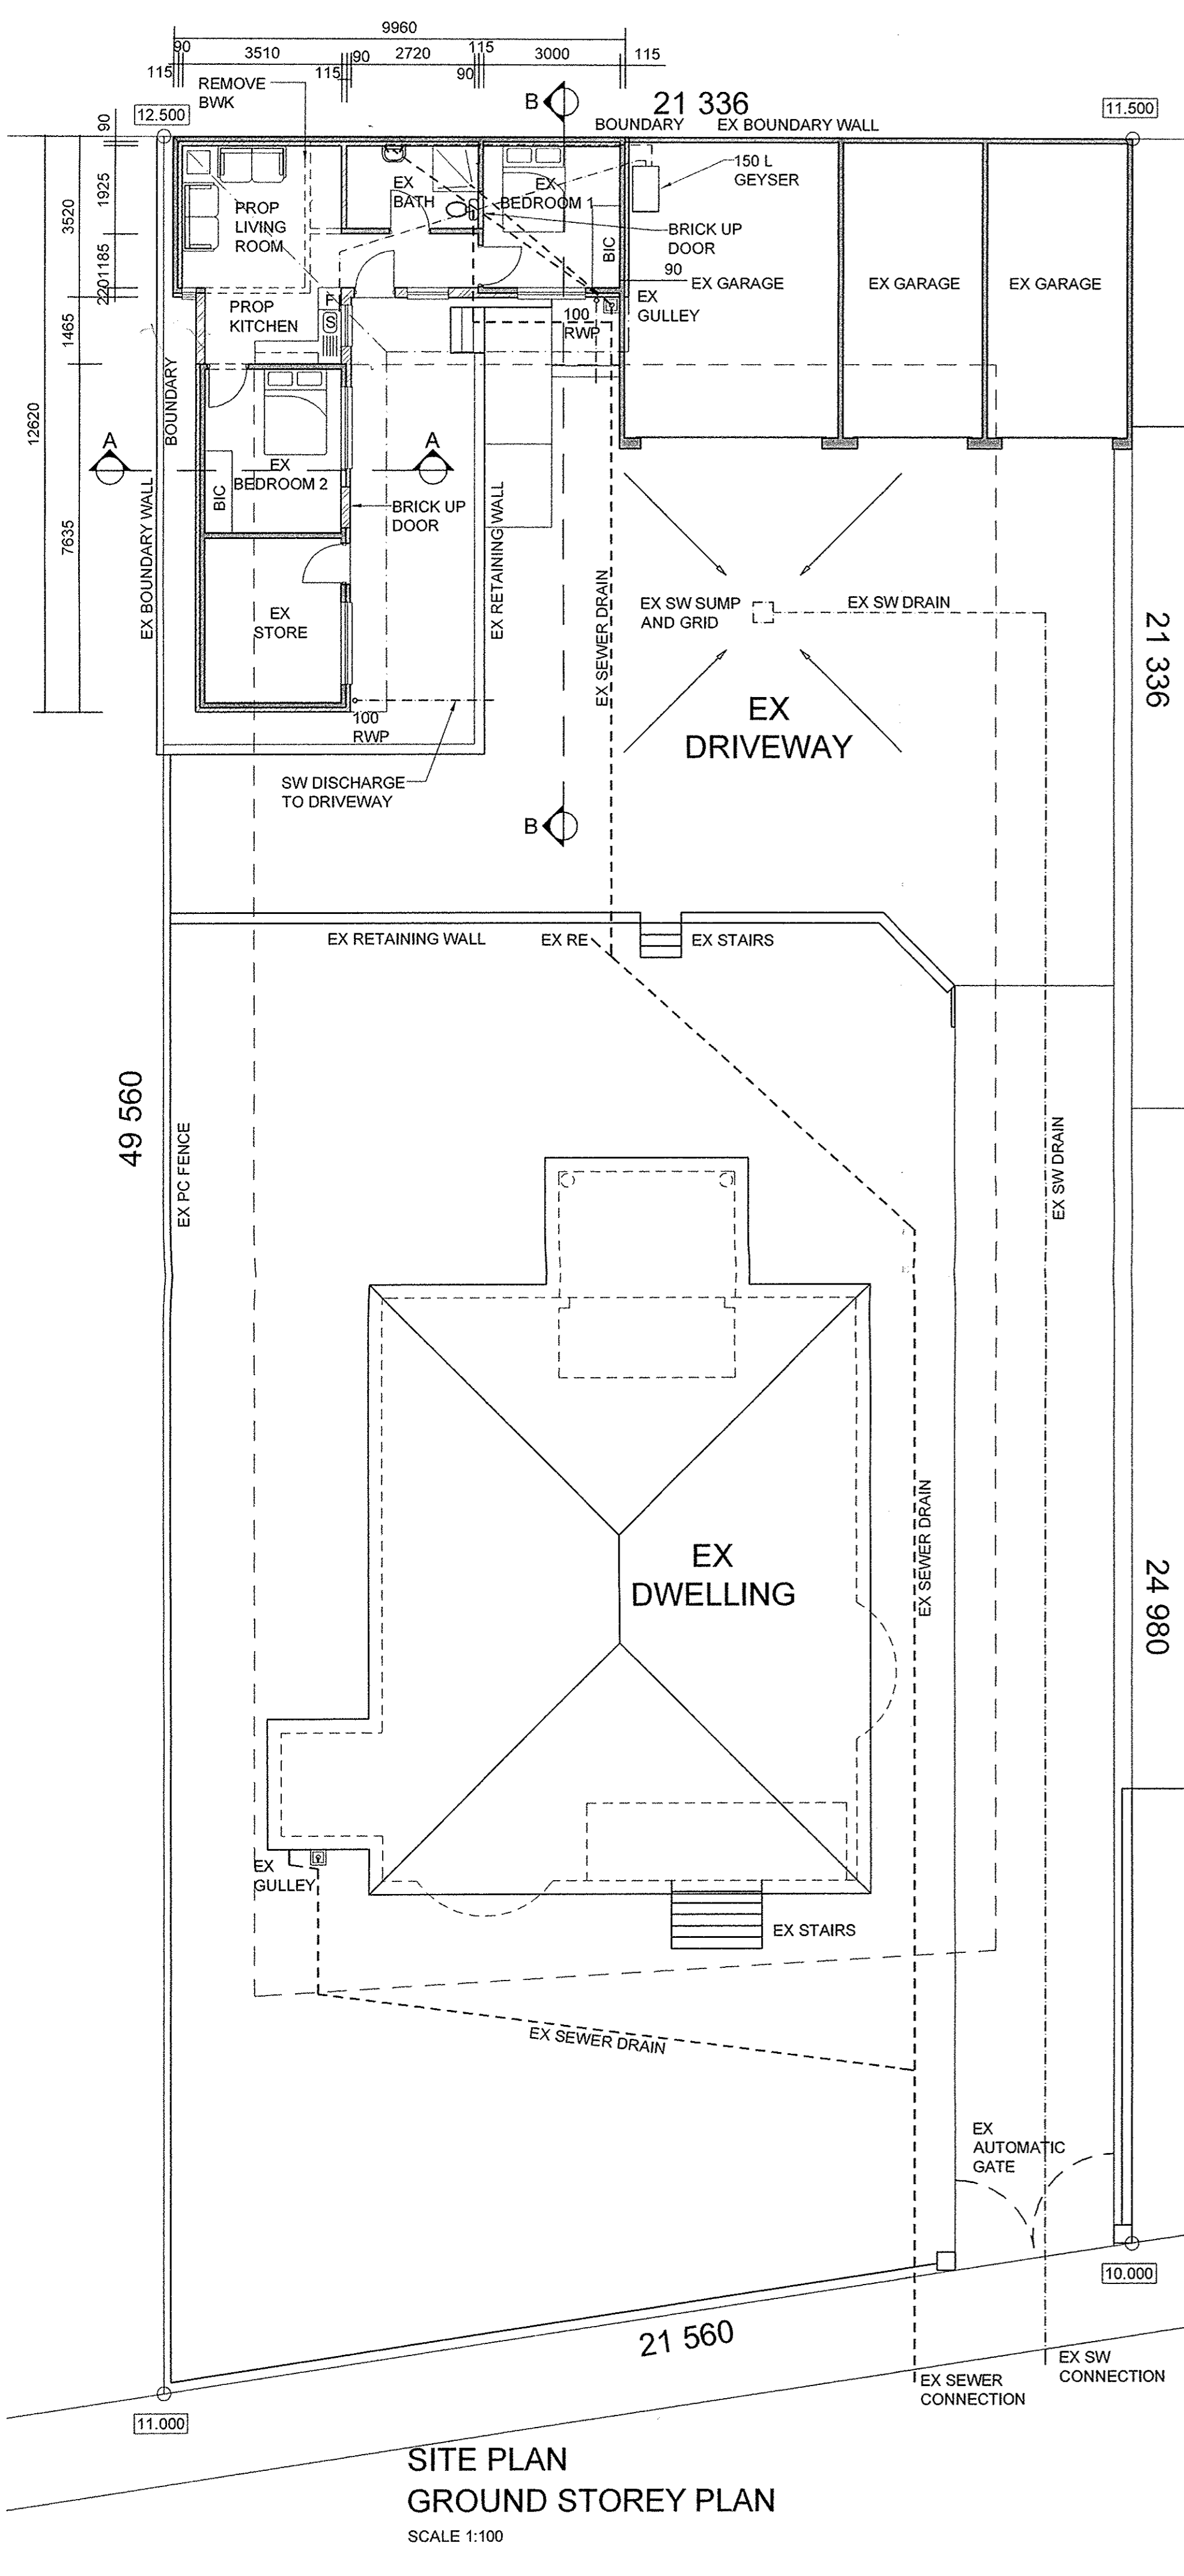 9960
90
3510
90
2720
115
3000
115
115
115
90
REMOVE
BWK
B
21 336
BOUNDARY
EX BOUNDARY WALL
12.500
11.500
90
1925
3520
1185
220
1465
12620
7635
PROP
LIVING
ROOM
EX
BATH
EX
BEDROOM 1
BIC
150 L
GEYSER
BRICK UP
DOOR
90
EX GARAGE
EX GARAGE
EX GARAGE
EX
GULLEY
100
RWP
PROP
KITCHEN
F
S
BOUNDARY
A
A
EX
BEDROOM 2
BIC
BRICK UP
DOOR
EX BOUNDARY WALL
EX RETAINING WALL
EX SEWER DRAIN
EX SW SUMP
AND GRID
EX SW DRAIN
EX
STORE
21 336
EX
DRIVEWAY
100
RWP
SW DISCHARGE
TO DRIVEWAY
B
EX RETAINING WALL
EX RE
EX STAIRS
49 560
EX PC FENCE
EX SW DRAIN
EX
DWELLING
EX SEWER DRAIN
24 980
EX
GULLEY
EX STAIRS
EX SEWER DRAIN
EX
AUTOMATIC
GATE
10.000
21 560
EX SW
CONNECTION
EX SEWER
CONNECTION
11.000
SITE PLAN
GROUND STOREY PLAN
SCALE 1:100